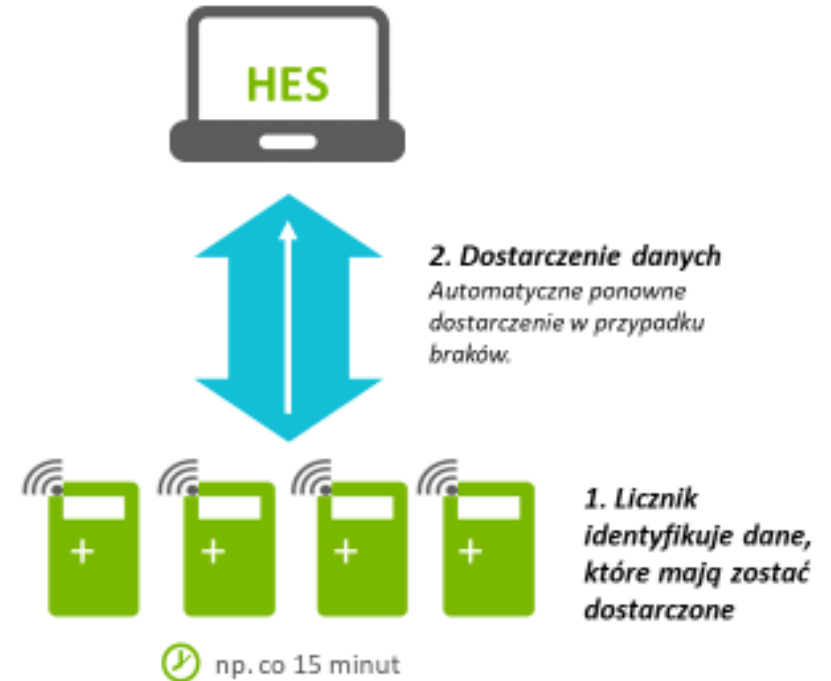 HES
2. Dostarczenie danych
Automatyczne ponowne
dostarczenie w przypadku
braków.
1. Licznik
identyfikuje dane,
które mają zostać
dostarczone
np. co 15 minut